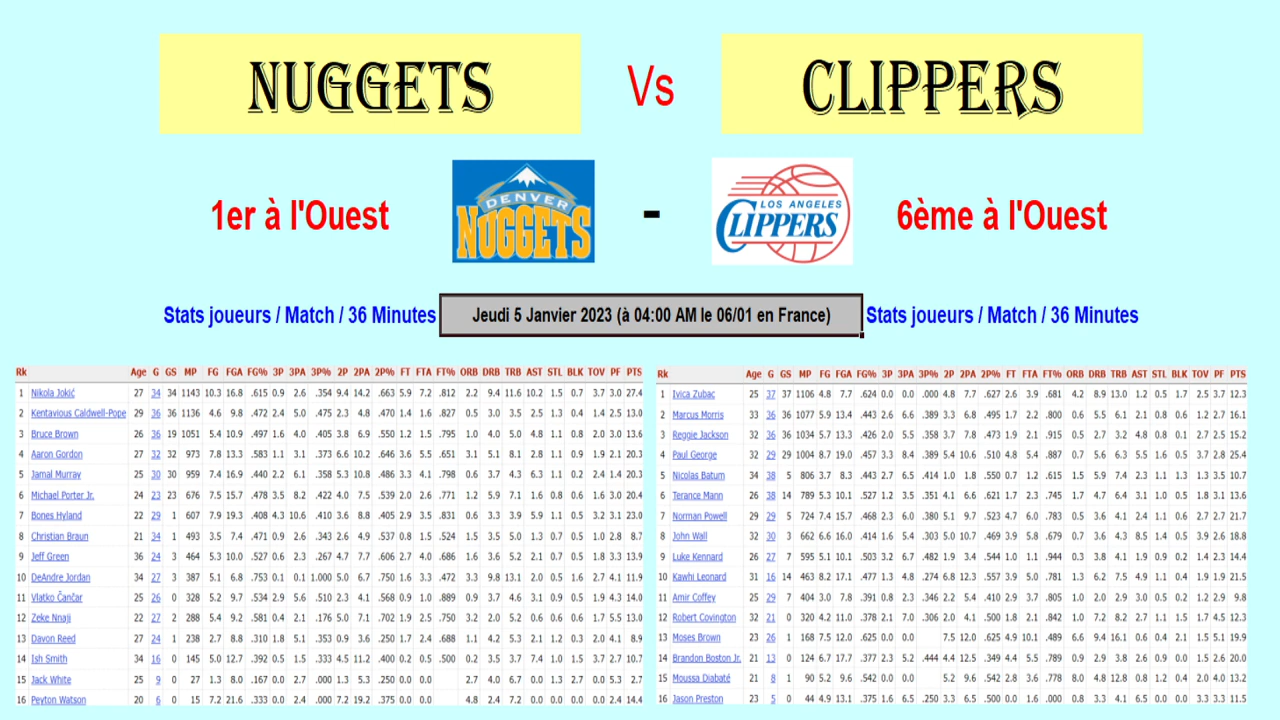 NUGGETS Vs CLIPPERS
1er à l'Ouest DENVER NUGGETS - LOS ANGELES CLIPPERS 6ème à l'Ouest
Stats joueurs / Match / 36 Minutes Jeudi 5 Janvier 2023 (à 04:00 AM le 06/01 en France) Stats joueurs / Match / 36 Minutes
Rk Age G GS MP FG FGA FG% 3P 3PA 3P% 2P 2PA 2P% FT FTA FT% ORB DRB TRB AST STL BLK TOV PF PTS
1 Nikola Jokić 27 34 34 1143 10.3 16.8 .615 0.9 2.6 .354 9.4 14.2 .663 5.9 7.2 .812 2.2 9.4 11.6 10.2 1.5 0.7 3.7 3.0 27.4
2 Kentavious Caldwell-Pope 29 36 36 1136 4.6 9.8 .472 2.4 5.0 .475 2.3 4.8 .470 1.4 1.6 .827 0.5 3.0 3.5 2.5 1.3 0.4 1.4 2.5 13.0
3 Bruce Brown 26 36 19 1051 5.4 10.9 .497 1.6 4.0 .405 3.8 6.9 .550 1.2 1.5 .795 1.0 4.0 5.0 4.8 1.1 0.8 2.0 3.0 13.6
4 Aaron Gordon 27 32 32 973 7.8 13.3 .583 1.1 3.1 .373 6.6 10.2 .646 3.6 5.5 .651 3.1 5.1 8.1 2.8 1.1 0.9 1.9 2.1 20.3
5 Jamal Murray 25 30 30 959 7.4 16.9 .440 2.2 6.1 .358 5.3 10.8 .486 3.3 4.1 .798 0.6 3.7 4.3 6.3 1.1 0.2 2.4 1.4 20.3
6 Michael Porter Jr. 24 23 23 676 7.5 15.7 .478 3.5 8.2 .422 4.0 7.5 .539 2.0 2.6 .771 1.2 5.9 7.1 1.6 0.8 0.6 1.6 3.0 20.4
7 Bones Hyland 22 29 1 607 7.9 19.3 .408 4.3 10.6 .410 3.6 8.8 .405 2.9 3.5 .831 0.6 3.3 3.9 5.9 1.1 0.5 3.2 3.1 23.0
8 Christian Braun 21 34 1 493 3.5 7.4 .471 0.9 2.6 .343 2.6 4.9 .537 0.8 1.5 .524 1.5 3.5 5.0 1.3 0.7 0.5 1.0 2.8 8.7
9 Jeff Green 36 24 3 464 5.3 10.0 .527 0.6 2.3 .267 4.7 7.7 .606 2.7 4.0 .686 1.6 3.6 5.2 2.1 0.7 0.5 1.8 3.3 13.9
10 DeAndre Jordan 34 27 3 387 5.1 6.8 .753 0.1 0.1 1.000 5.0 6.7 .750 1.6 3.3 .472 3.3 9.8 13.1 2.0 0.5 1.6 2.7 4.1 11.9
11 Vlatko Čančar 25 26 0 328 5.2 9.7 .534 2.9 5.6 .510 2.3 4.1 .568 0.9 1.0 .889 0.9 3.7 4.6 3.1 0.9 0.5 1.9 4.3 14.0
12 Zeke Nnaji 22 27 2 288 5.4 9.2 .581 0.4 2.1 .176 5.0 7.1 .702 1.9 2.5 .750 3.2 2.0 5.2 0.6 0.6 1.7 5.5 13.0
13 Davon Reed 27 24 1 238 2.7 8.8 .310 1.8 5.1 .353 0.9 3.6 .250 1.7 2.4 .688 1.1 4.2 5.3 2.1 1.2 0.3 2.0 4.1 8.9
14 Ish Smith 34 16 0 145 5.0 12.7 .392 0.5 1.5 .333 4.5 11.2 .400 0.2 0.5 .500 0.2 3.5 3.7 7.4 1.0 1.5 3.7 2.7 10.7
15 Jack White 25 9 0 27 1.3 8.0 .167 0.0 2.7 .000 1.3 5.3 .250 0.0 0.0 2.7 4.0 6.7 0.0 1.3 0.0 0.0 5.3 2.7
16 Peyton Watson 20 6 0 15 7.2 21.6 .333 0.0 2.4 .000 7.2 19.2 .375 0.0 0.0 4.8 2.4 7.2 0.0 0.0 0.0 2.4 14.4
Rk Age G GS MP FG FGA FG% 3P 3PA 3P% 2P 2PA 2P% FT FTA FT% ORB DRB TRB AST STL BLK TOV PF PTS
1 Ivica Zubac 25 37 37 1106 4.8 7.7 .624 0.0 0.0 .000 4.8 7.7 .627 2.6 3.9 .681 4.2 8.9 13.0 1.2 0.5 1.7 2.5 3.7 12.3
2 Marcus Morris 33 36 36 1077 5.9 13.4 .443 2.6 6.6 .389 3.3 6.8 .495 1.7 2.2 .800 0.6 5.5 6.1 2.1 0.8 0.6 1.2 2.7 16.1
3 Reggie Jackson 32 36 36 1034 5.7 13.3 .426 2.0 5.5 .358 3.7 7.8 .473 1.9 2.1 .915 0.5 2.7 3.2 4.8 0.8 0.1 2.7 2.5 15.2
4 Paul George 32 29 29 1004 8.7 19.0 .457 3.3 8.4 .389 5.4 10.6 .510 4.8 5.4 .887 0.7 5.6 6.3 5.5 1.6 0.5 3.7 2.8 25.4
5 Nicolas Batum 34 38 5 806 3.7 8.3 .443 2.7 6.5 .414 1.0 1.8 .550 0.7 1.2 .615 1.5 5.9 7.4 2.3 1.1 1.3 1.3 3.5 10.7
6 Terance Mann 26 38 14 789 5.3 10.1 .527 1.2 3.5 .351 4.1 6.6 .621 1.7 2.3 .745 1.7 4.7 6.4 3.1 1.0 0.5 1.8 3.1 13.6
7 Norman Powell 29 29 5 724 7.4 15.7 .468 2.3 6.0 .380 5.1 9.7 .523 4.7 6.0 .783 0.5 3.6 4.1 2.4 1.1 0.6 2.7 2.7 21.7
8 John Wall 32 30 3 662 6.6 16.0 .414 1.6 5.4 .303 5.0 10.7 .469 3.9 5.8 .679 0.7 3.6 4.3 8.5 1.4 0.5 3.9 2.6 18.8
9 Luke Kennard 26 27 7 595 5.1 10.1 .503 3.2 6.7 .482 1.9 3.4 .544 1.0 1.1 .944 0.3 3.8 4.1 1.9 0.9 0.2 1.4 2.3 14.4
10 Kawhi Leonard 31 16 14 463 8.2 17.1 .477 1.3 4.8 .274 6.8 12.3 .557 3.9 5.0 .781 1.3 6.2 7.5 4.9 1.1 0.4 1.9 1.9 21.5
11 Amir Coffey 25 29 7 404 3.0 7.8 .391 0.8 2.3 .346 2.2 5.4 .410 2.9 3.7 .805 1.0 2.0 2.9 3.0 0.5 0.2 1.2 2.9 9.8
12 Robert Covington 32 21 0 320 4.2 11.0 .378 2.1 7.0 .306 2.0 4.1 .500 1.8 2.1 .842 1.0 7.2 8.2 2.7 1.1 1.5 1.7 4.5 12.3
13 Moses Brown 23 26 1 168 7.5 12.0 .625 0.0 0.0 7.5 12.0 .625 4.9 10.1 .489 6.6 9.4 16.1 0.6 0.4 2.1 1.5 5.1 19.9
14 Brandon Boston Jr. 21 13 0 124 6.7 17.7 .377 2.3 5.2 .444 4.4 12.5 .349 4.4 5.5 .789 0.9 2.9 3.8 2.6 0.9 0.0 1.5 2.6 20.0
15 Moussa Diabaté 21 8 1 90 5.2 9.6 .542 0.0 0.0 5.2 9.6 .542 2.8 3.6 .778 4.0 4.8 12.8 0.4 1.2 1.6 2.0 4.0 13.2
16 Jason Preston 23 5 0 44 4.9 13.1 .375 1.6 6.5 .250 3.3 6.5 .500 0.0 1.6 .000 0.8 3.3 4.1 6.5 0.0 0.0 3.3 3.3 11.5